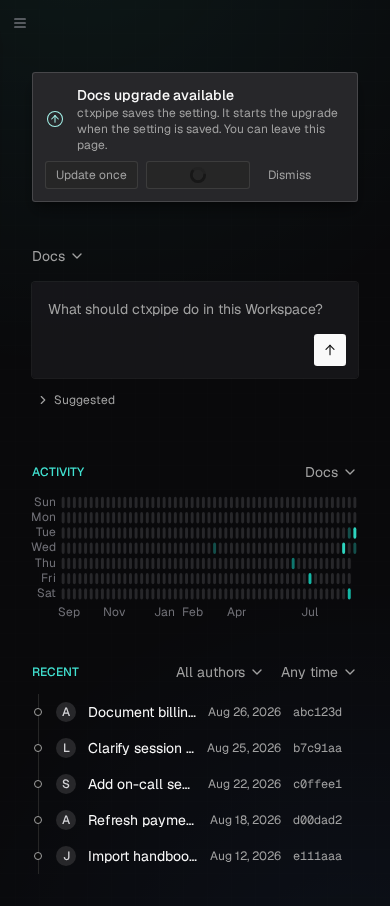 Docs upgrade available
ctxpipe saves the setting. It starts the upgrade
when the setting is saved. You can leave this
page.
Update once
Dismiss
Docs
What should ctxpipe do in this Workspace?
Suggested
ACTIVITY
Docs
Sun
Mon
Tue
Wed
Thu
Fri
Sat
Sep Nov Jan Feb Apr Jul
RECENT
All authors
Any time
A Document billin... Aug 26, 2026 abc123d
L Clarify session ... Aug 25, 2026 b7c91aa
S Add on-call se... Aug 22, 2026 c0ffee1
A Refresh payme... Aug 18, 2026 d00dad2
J Import handboo... Aug 12, 2026 e111aaa